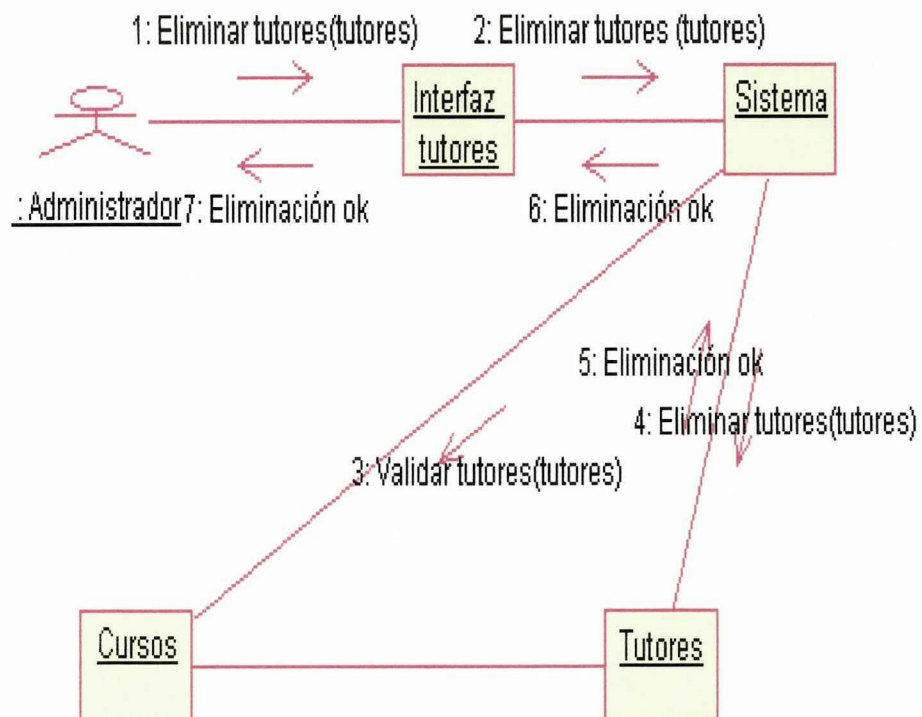 1: Eliminar tutores(tutores)
2: Eliminar tutores (tutores)
Interfaz
tutores
Sistema
: Administrador
7: Eliminación ok
6: Eliminación ok
5: Eliminación ok
4: Eliminar tutores(tutores)
3: Validar tutores(tutores)
Cursos
Tutores